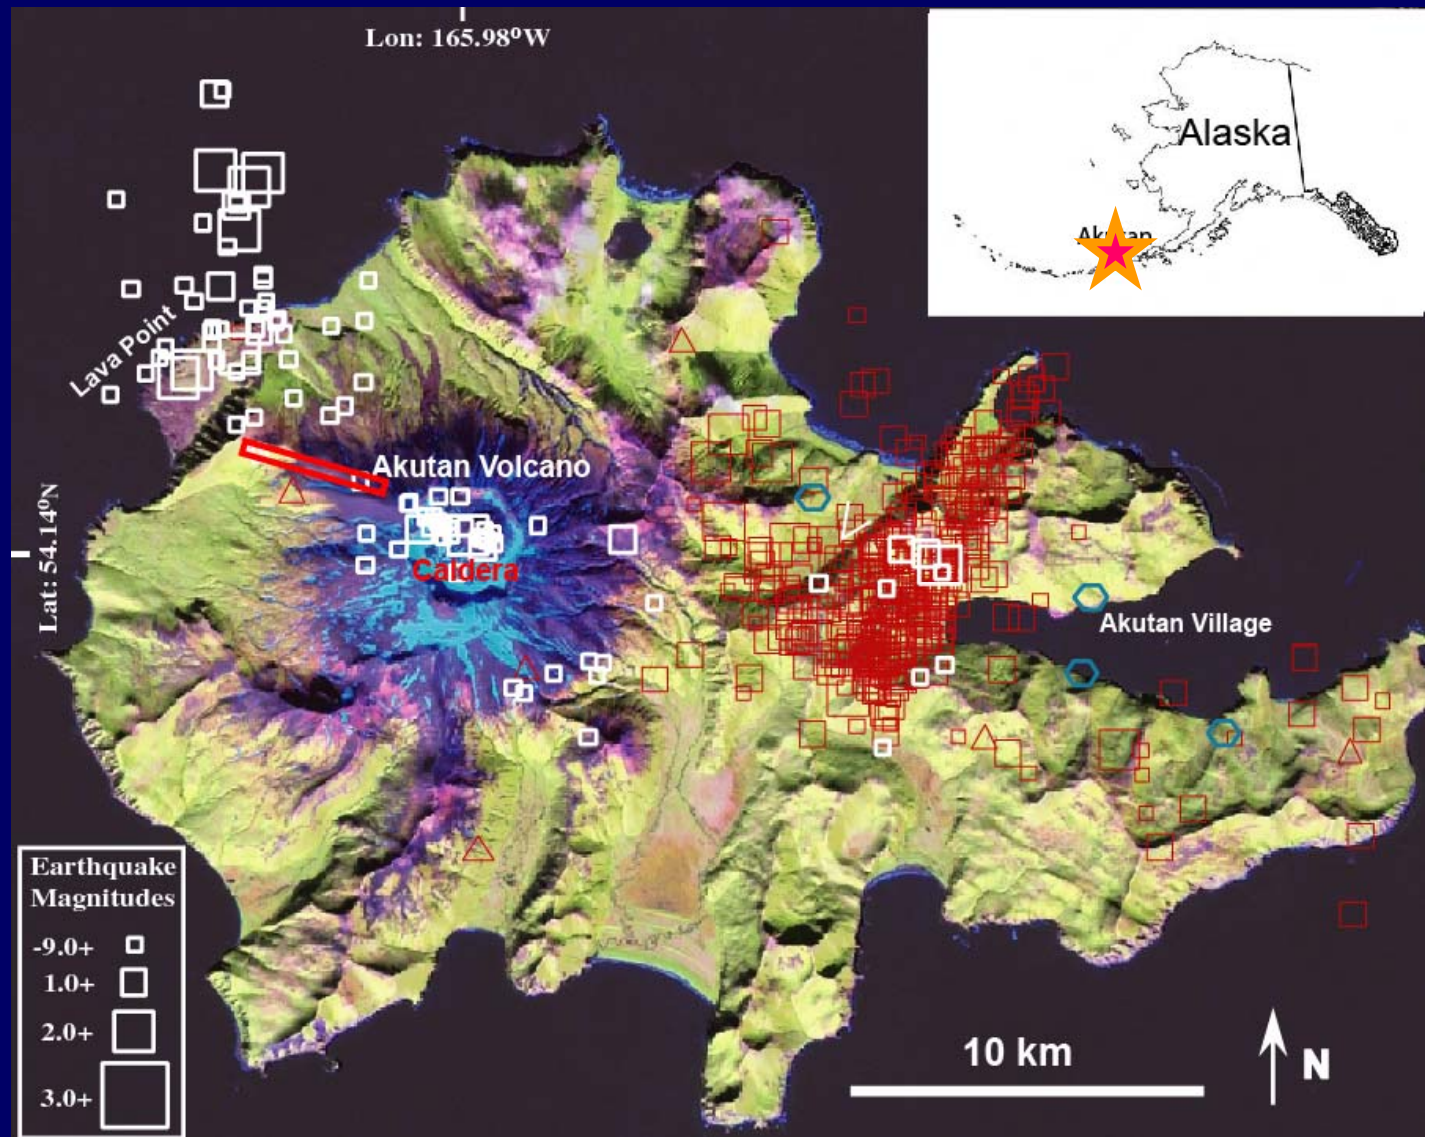 Lon: 165.98°W
Alaska
Akutan
Lava Point
Akutan Volcano
Caldera
Lat: 54.14°N
Akutan Village
Earthquake
Magnitudes
-9.0+
1.0+
2.0+
3.0+
10 km
N